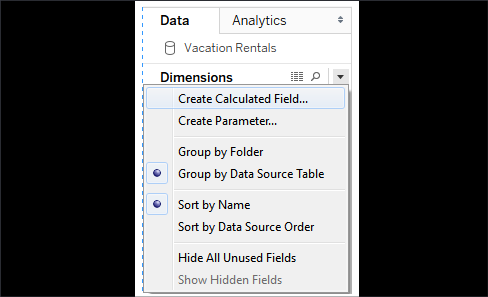 Data Analytics
Vacation Rentals
Dimensions
Create Calculated Field...
Create Parameter...
Group by Folder
Group by Data Source Table
Sort by Name
Sort by Data Source Order
Hide All Unused Fields
Show Hidden Fields